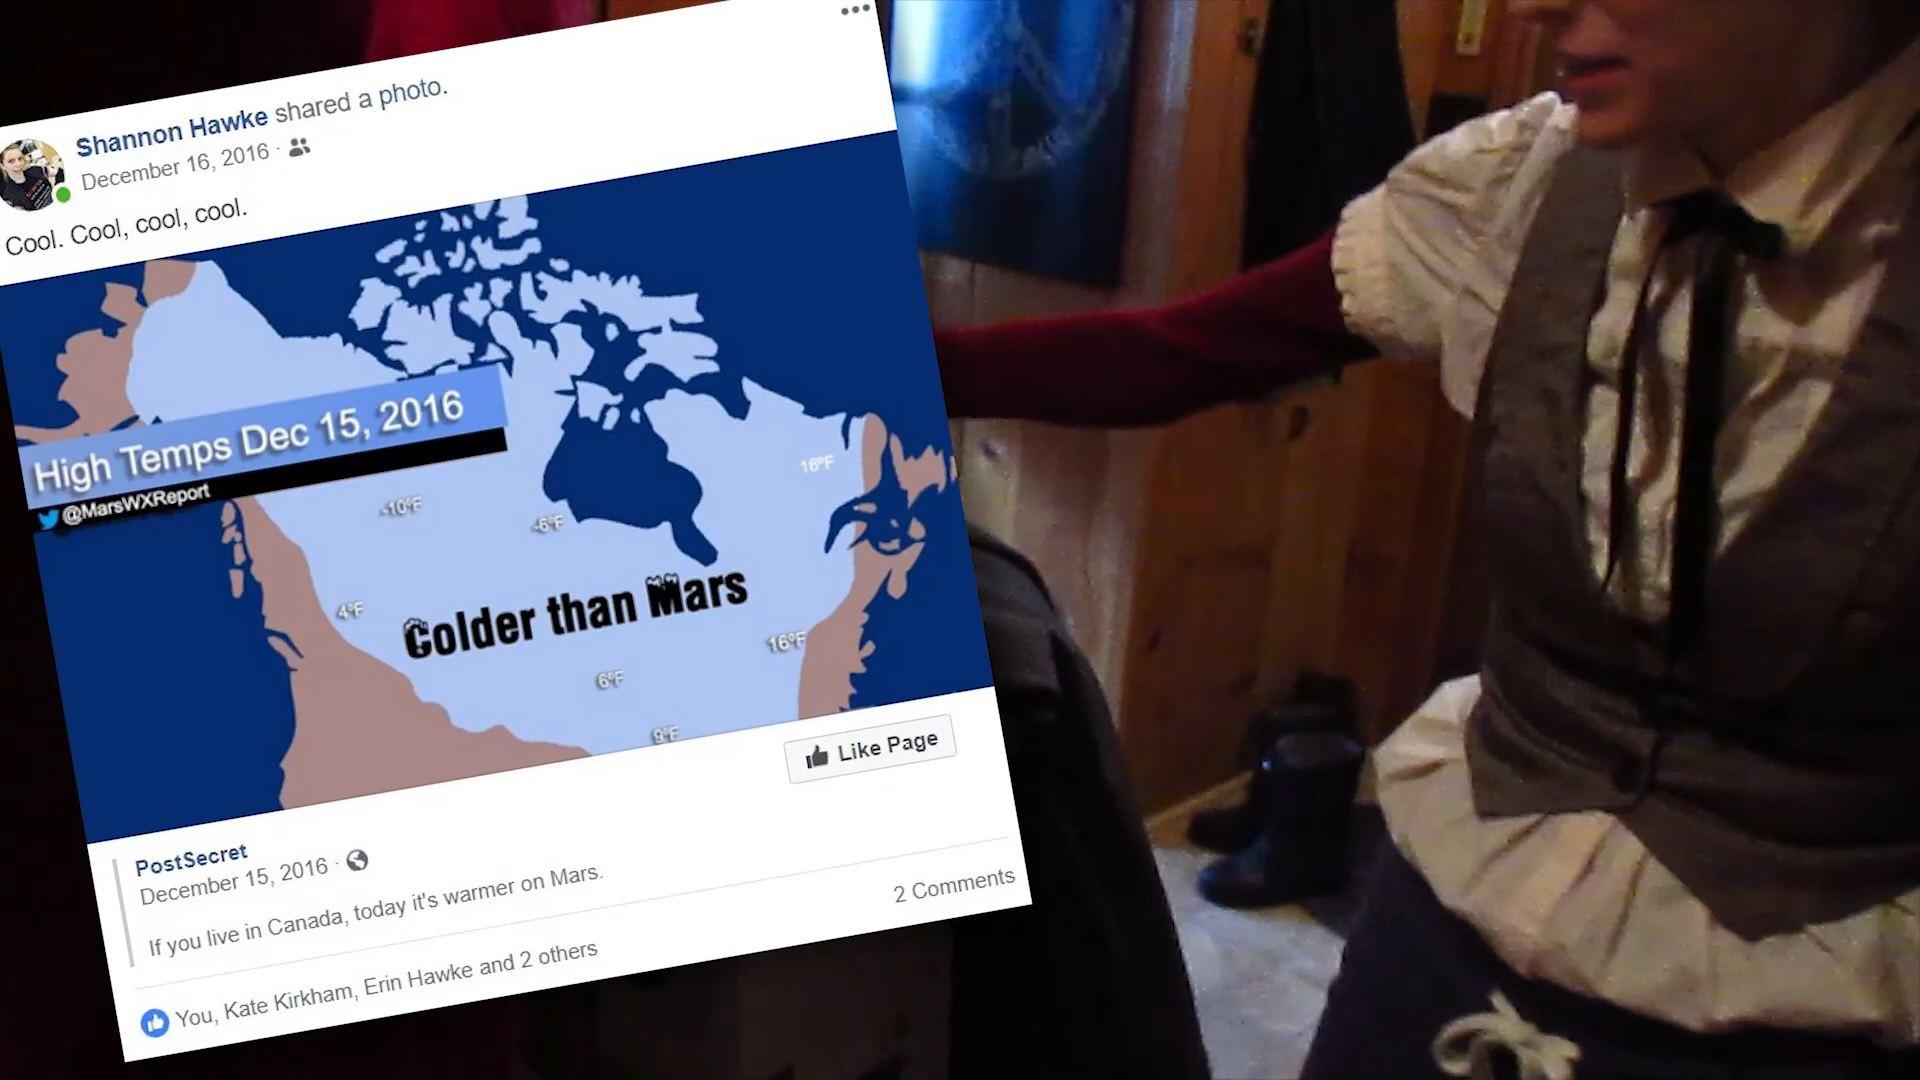 Shannon Hawke shared a photo.
December 16, 2016 ·
Cool. Cool, cool, cool.
High Temps Dec 15, 2016
@MarsWXReport
-10°F
-6°F
16°F
4°F
Colder than Mars
16°F
6°F
9°F
Like Page
PostSecret
December 15, 2016 ·
If you live in Canada, today it's warmer on Mars.
2 Comments
You, Kate Kirkham, Erin Hawke and 2 others